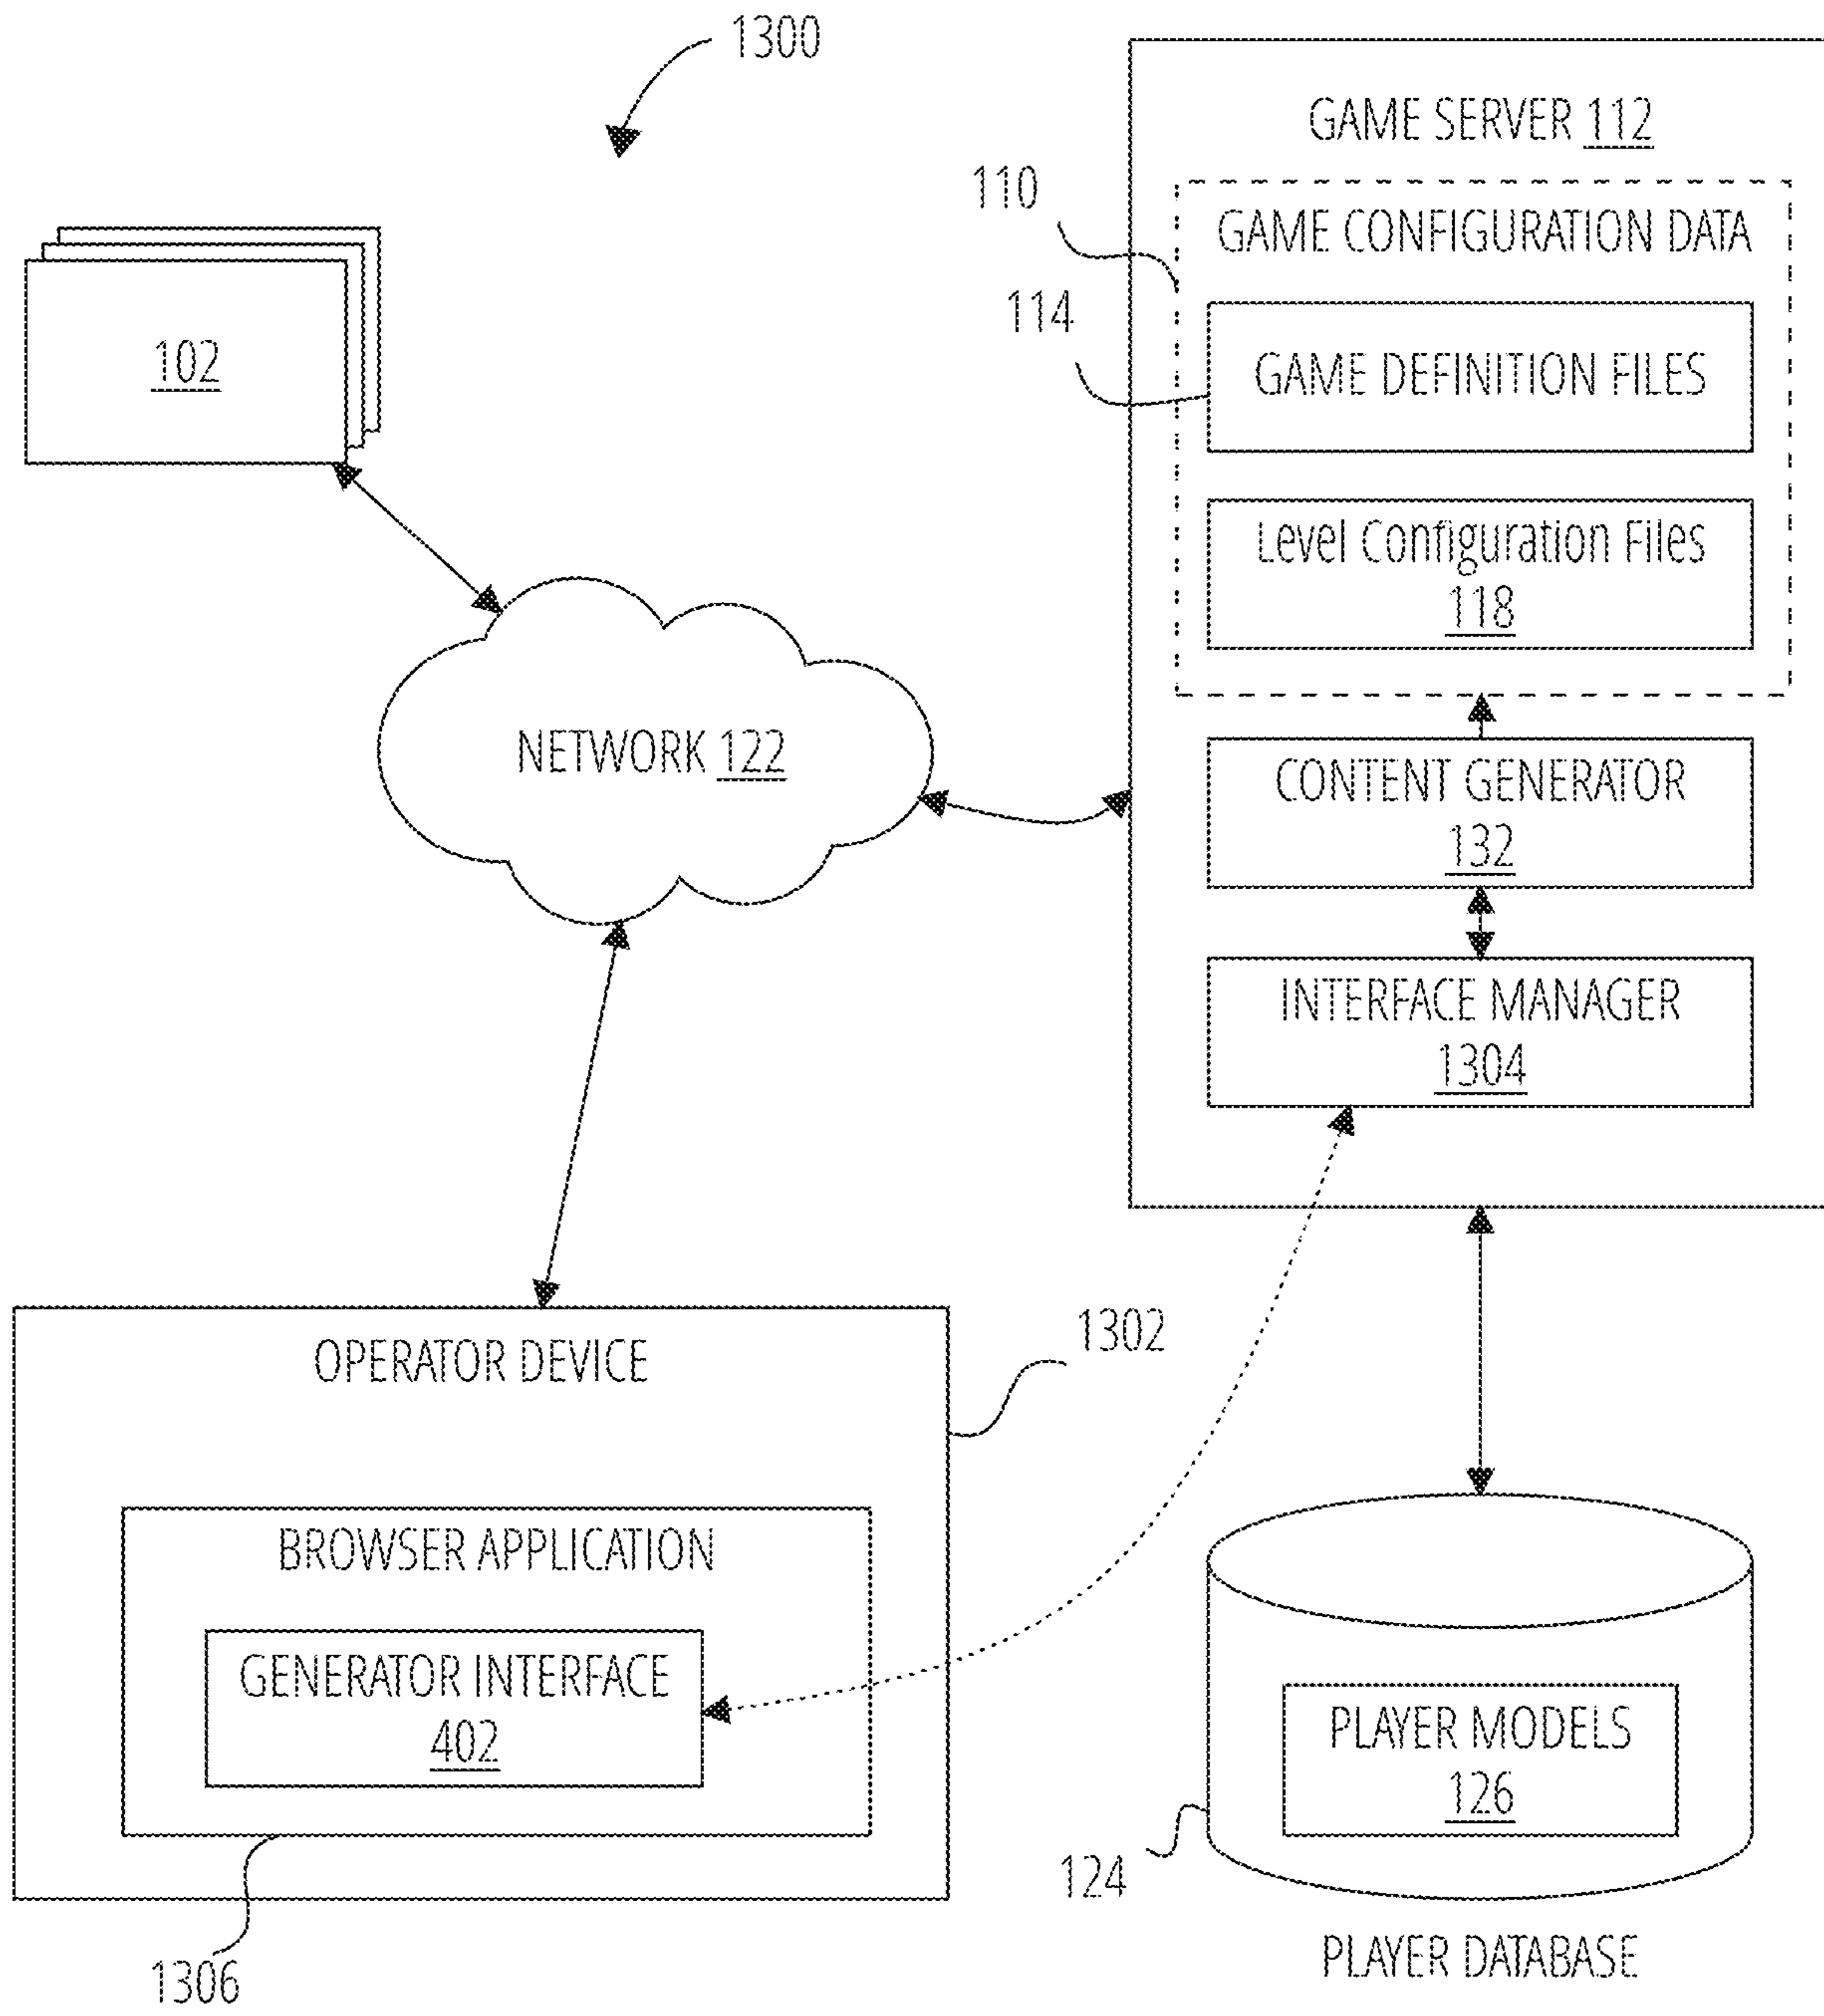 1300
GAME SERVER 112
110
GAME CONFIGURATION DATA
114
GAME DEFINITION FILES
102
Level Configuration Files
118
NETWORK 122
CONTENT GENERATOR
132
INTERFACE MANAGER
1304
OPERATOR DEVICE
1302
BROWSER APPLICATION
GENERATOR INTERFACE
402
PLAYER MODELS
126
124
1306
PLAYER DATABASE